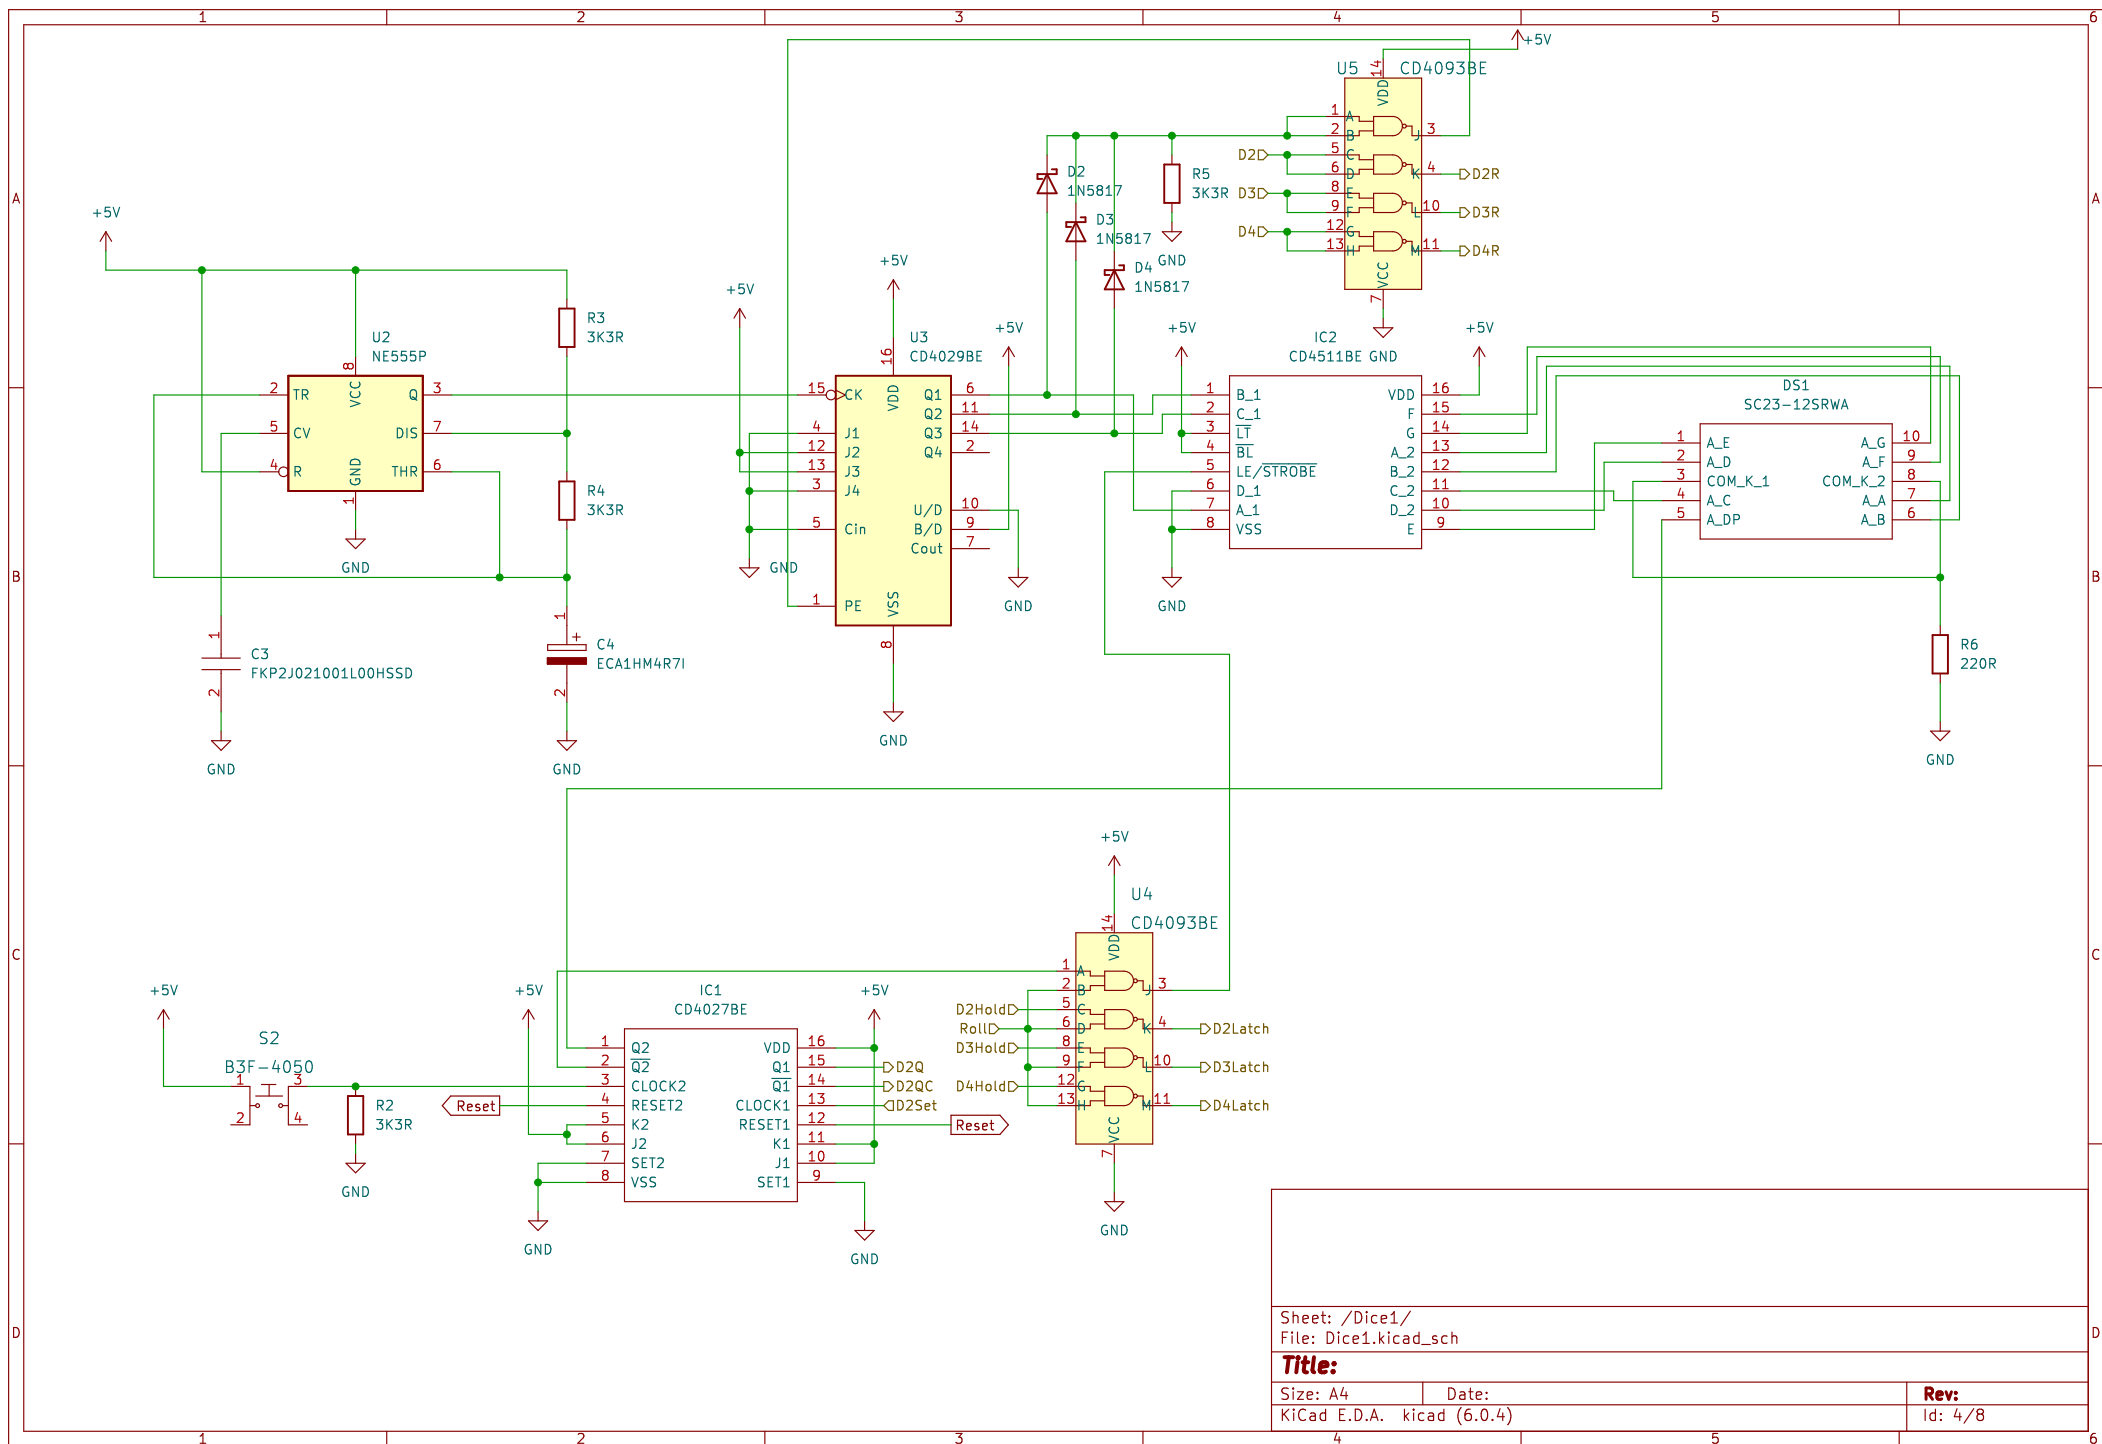 1 2 3 4 5 6
A
B
C
D
A
B
C
D
1 2 3 4 5 6
+5V
U2
NE555P
2 TR
5 CV
4 R
VCC 8
GND 1
Q 3
DIS 7
THR 6
GND
R3
3K3R
R4
3K3R
1
C3
FKP2J021001L00HSSD
2
GND
1
+
C4
ECA1HM4R7I
2
GND
+5V
+5V
U3
CD4029BE
16 VDD
15 CK
4 J1
12 J2
13 J3
3 J4
5 Cin
1 PE
VSS 8
Q1 6
Q2 11
Q3 14
Q4 2
U/D 10
B/D 9
Cout 7
GND
GND
+5V
GND
D2
1N5817
D3
1N5817
D4
1N5817
R5
3K3R
GND
+5V
U5 CD4093BE
14 VDD
1 A
2 B
5 C
6 D
8 E
9 F
12 G
13 H
J 3
K 4
L 10
M 11
VCC 7
GND
D2
D3
D4
D2R
D3R
D4R
+5V
IC2
CD4511BE
+5V
1 B_1
2 C_1
3 LT
4 BL
5 LE/STROBE
6 D_1
7 A_1
8 VSS
VDD 16
F 15
G 14
A_2 13
B_2 12
C_2 11
D_2 10
E 9
GND
DS1
SC23-12SRWA
1 A_E
2 A_D
3 COM_K_1
4 A_C
5 A_DP
A_G 10
A_F 9
COM_K_2 8
A_A 7
A_B 6
R6
220R
GND
+5V
S2
B3F-4050
1 3
2 4
R2
3K3R
GND
Reset
+5V
IC1
CD4027BE
+5V
1 Q2
2 Q2
3 CLOCK2
4 RESET2
5 K2
6 J2
7 SET2
8 VSS
VDD 16
Q1 15
Q1 14
CLOCK1 13
RESET1 12
K1 11
J1 10
SET1 9
D2Q
D2QC
D2Set
Reset
GND
GND
+5V
U4
CD4093BE
14 VDD
1 A
2 B
5 C
6 D
8 E
9 F
12 G
13 H
J 3
K 4
L 10
M 11
VCC 7
GND
D2Hold
Roll
D3Hold
D4Hold
D2Latch
D3Latch
D4Latch
Sheet: /Dice1/
File: Dice1.kicad_sch
Title:
Size: A4 Date: Rev:
KiCad E.D.A. kicad (6.0.4) Id: 4/8